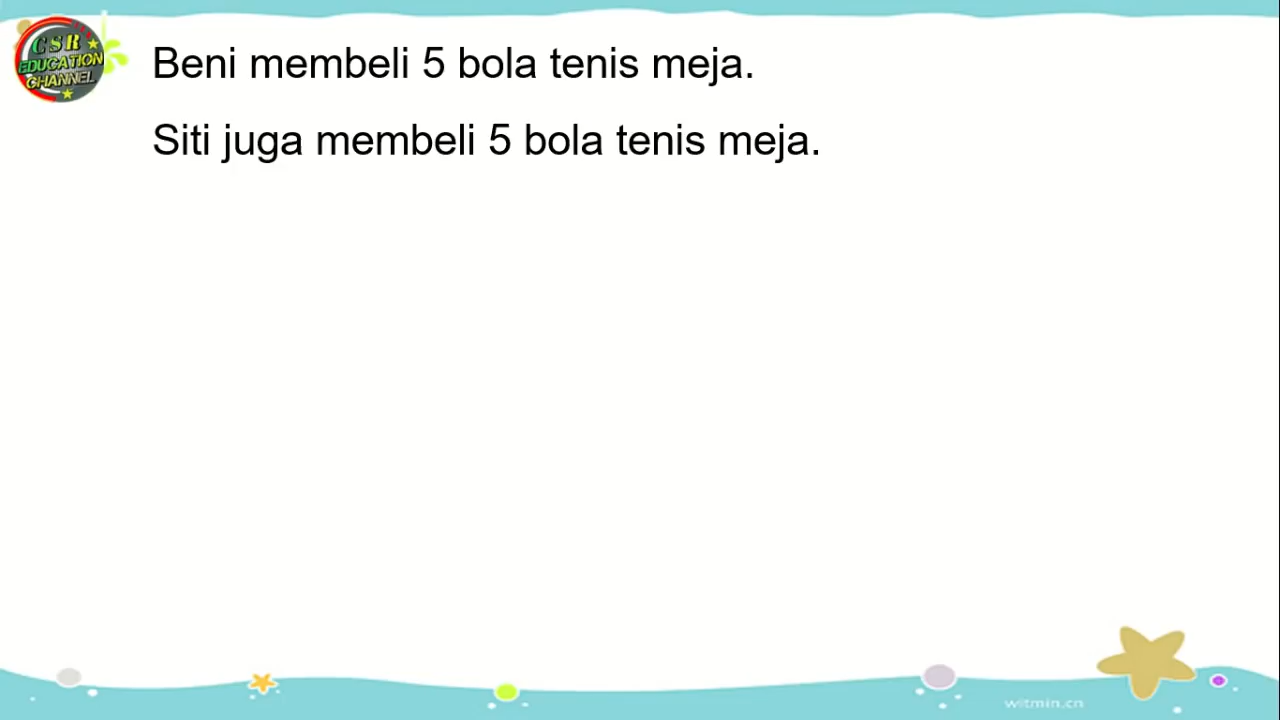 CSR
EDUCATION
CHANNEL
Beni membeli 5 bola tenis meja.
Siti juga membeli 5 bola tenis meja.
witmin.cn